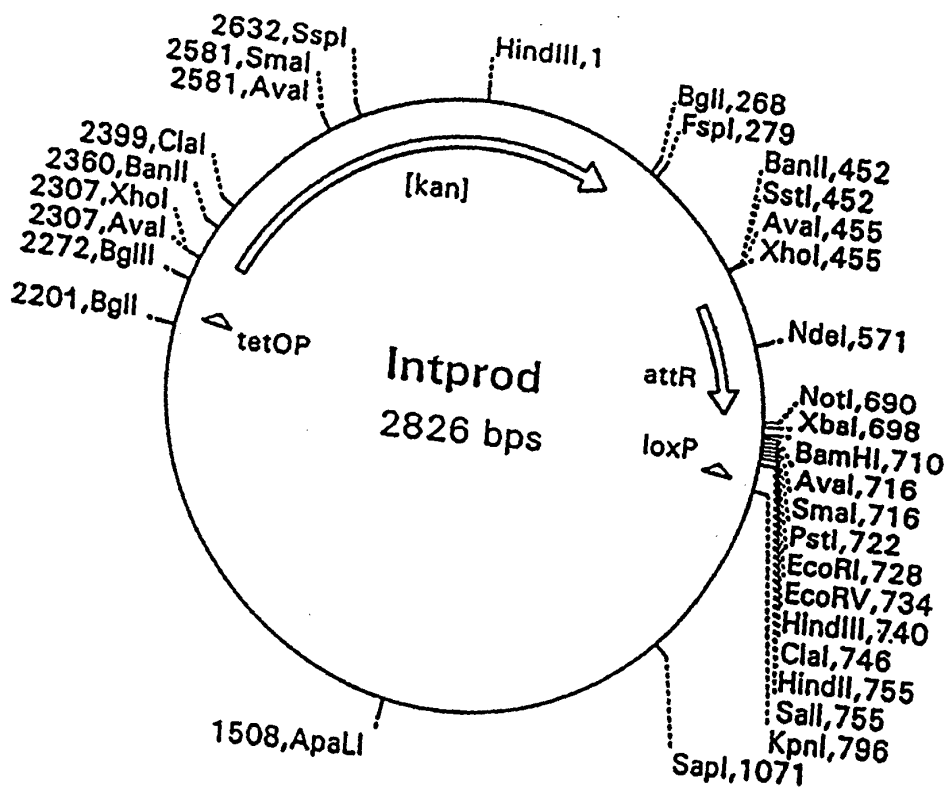 HindIII,1
BglI,268
FspI,279
BanII,452
SstI,452
AvaI,455
XhoI,455
NdeI,571
NotI,690
XbaI,698
BamHI,710
AvaI,716
SmaI,716
PstI,722
EcoRI,728
EcoRV,734
HindIII,740
ClaI,746
HindII,755
SalI,755
KpnI,796
SapI,1071
1508,ApaLI
2201,BglI
2272,BglII
2307,AvaI
2307,XhoI
2360,BanII
2399,ClaI
2581,AvaI
2581,SmaI
2632,SspI
[kan]
tetOP
attR
loxP
Intprod
2826 bps